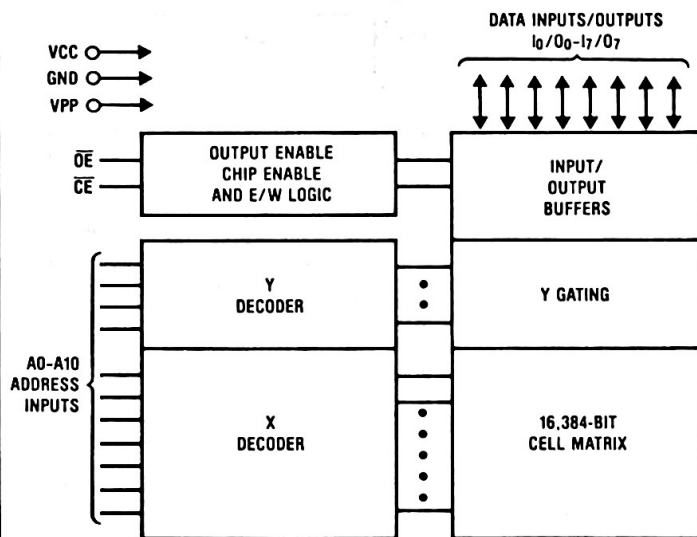 DATA INPUTS/OUTPUTS
I0/O0-I7/O7
VCC
GND
VPP
OE
CE
OUTPUT ENABLE
CHIP ENABLE
AND E/W LOGIC
INPUT/
OUTPUT
BUFFERS
Y
DECODER
Y GATING
A0-A10
ADDRESS
INPUTS
X
DECODER
16,384-BIT
CELL MATRIX